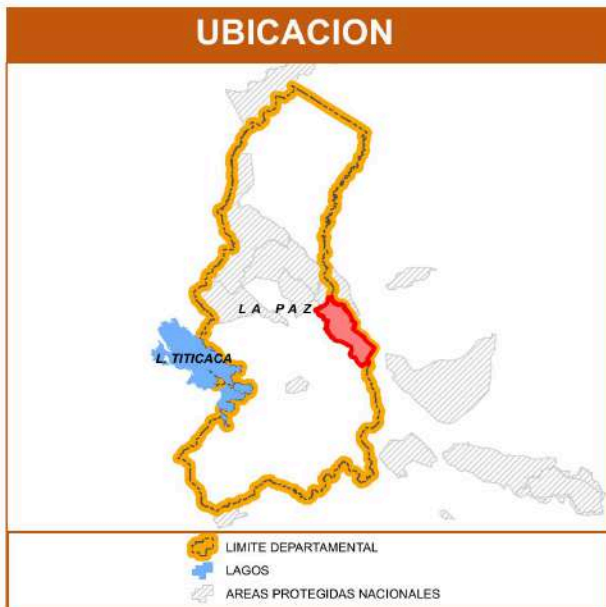 UBICACION
LA PAZ
L. TITICACA
LIMITE DEPARTAMENTAL
LAGOS
AREAS PROTEGIDAS NACIONALES